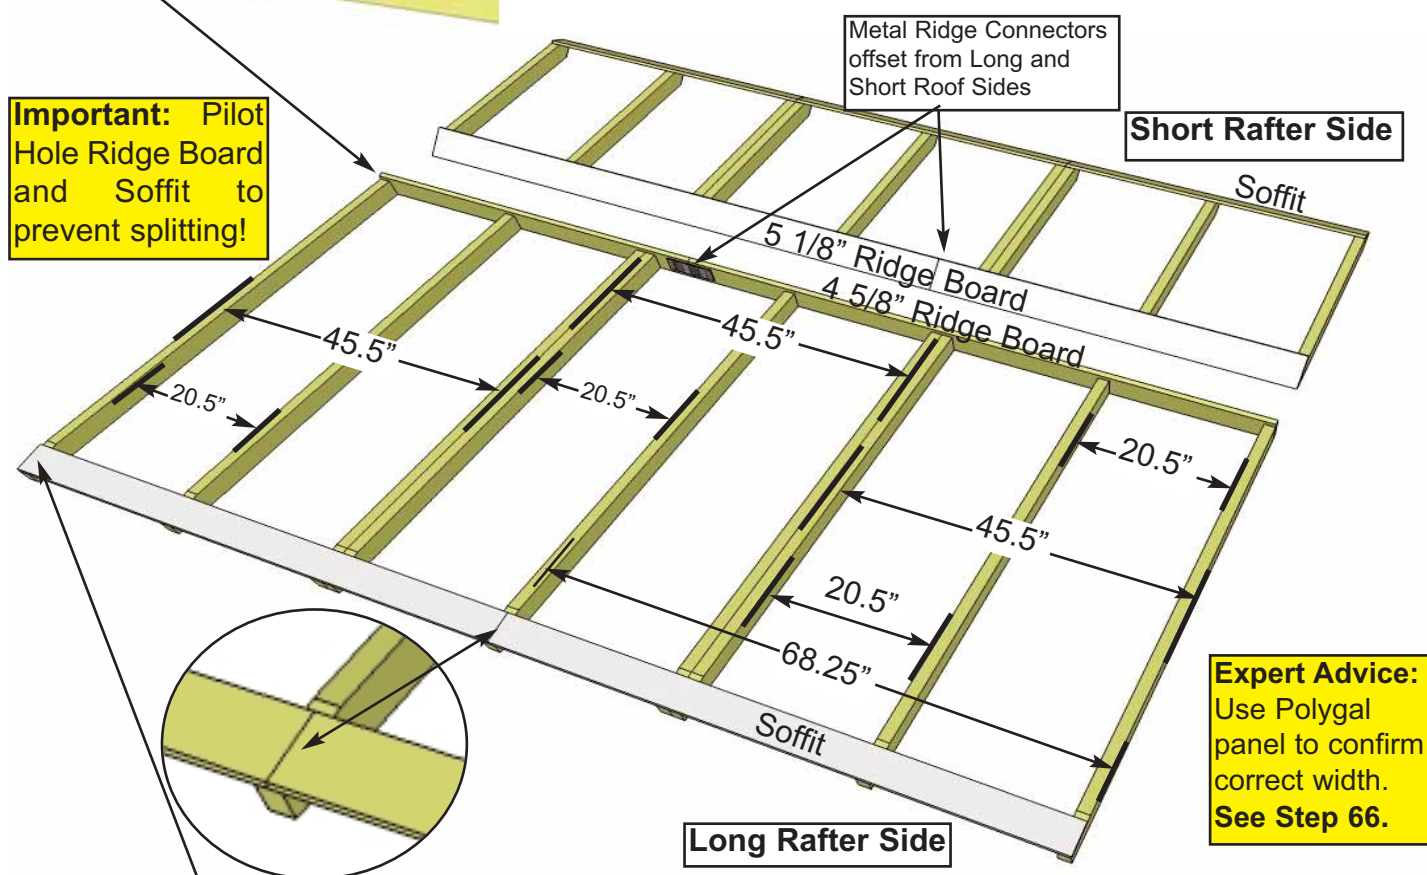 Metal Ridge Connectors
offset from Long and
Short Roof Sides
Important: Pilot
Hole Ridge Board
and Soffit to
prevent splitting!
Short Rafter Side
Soffit
5 1/8” Ridge Board
4 5/8” Ridge Board
45.5”
45.5”
20.5”
20.5”
20.5”
45.5”
20.5”
68.25”
Soffit
Expert Advice:
Use Polygal
panel to confirm
correct width.
See Step 66.
Long Rafter Side